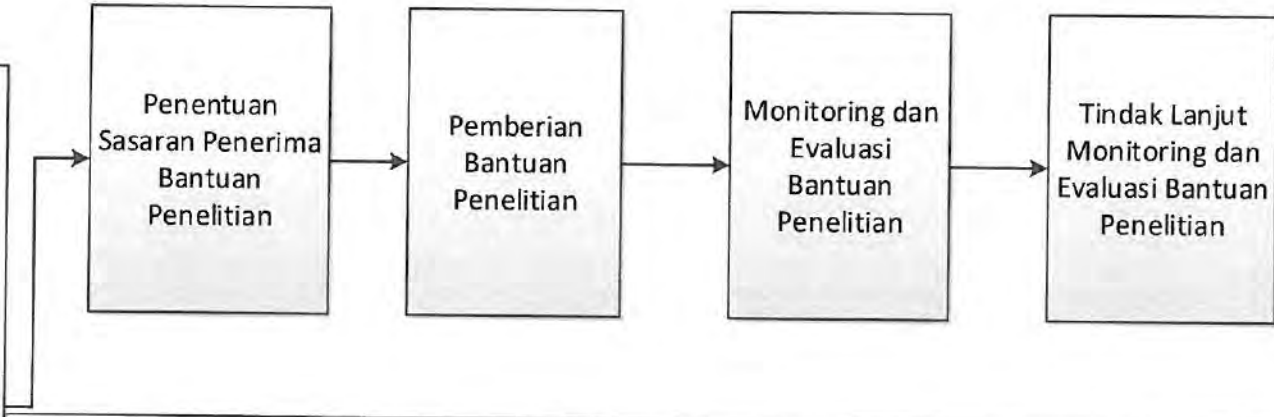 Penentuan
Sasaran Penerima
Bantuan
Penelitian
Pemberian
Bantuan
Penelitian
Monitoring dan
Evaluasi
Bantuan
Penelitian
Tindak Lanjut
Monitoring dan
Evaluasi Bantuan
Penelitian